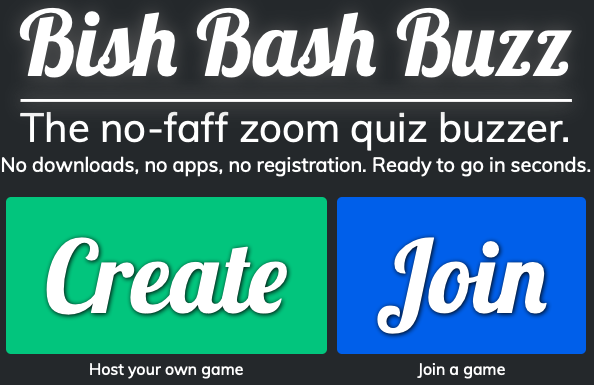 Bish Bash Buzz
The no-faff zoom quiz buzzer.
No downloads, no apps, no registration. Ready to go in seconds.
Create
Join
Host your own game
Join a game